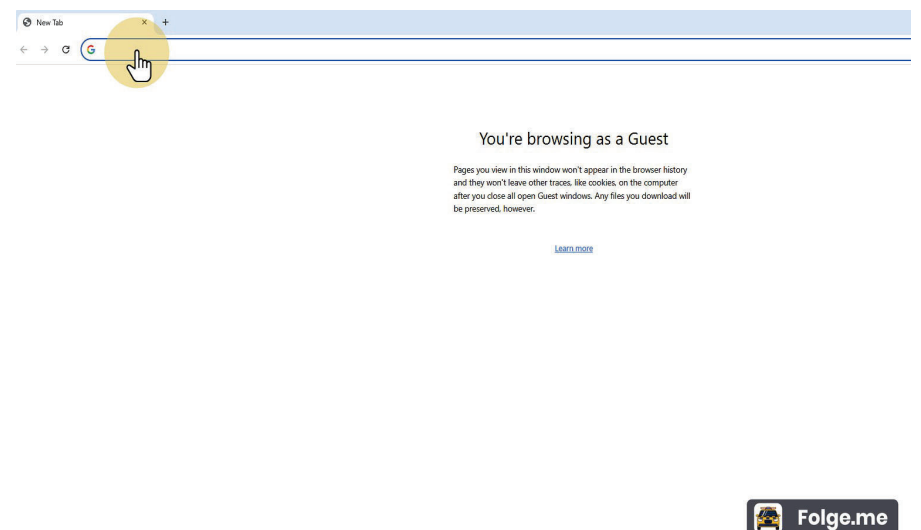 New Tab
You're browsing as a Guest
Pages you view in this window won't appear in the browser history
and they won't leave other traces, like cookies, on the computer
after you close all open Guest windows. Any files you download will
be preserved, however.
Learn more
Folge.me